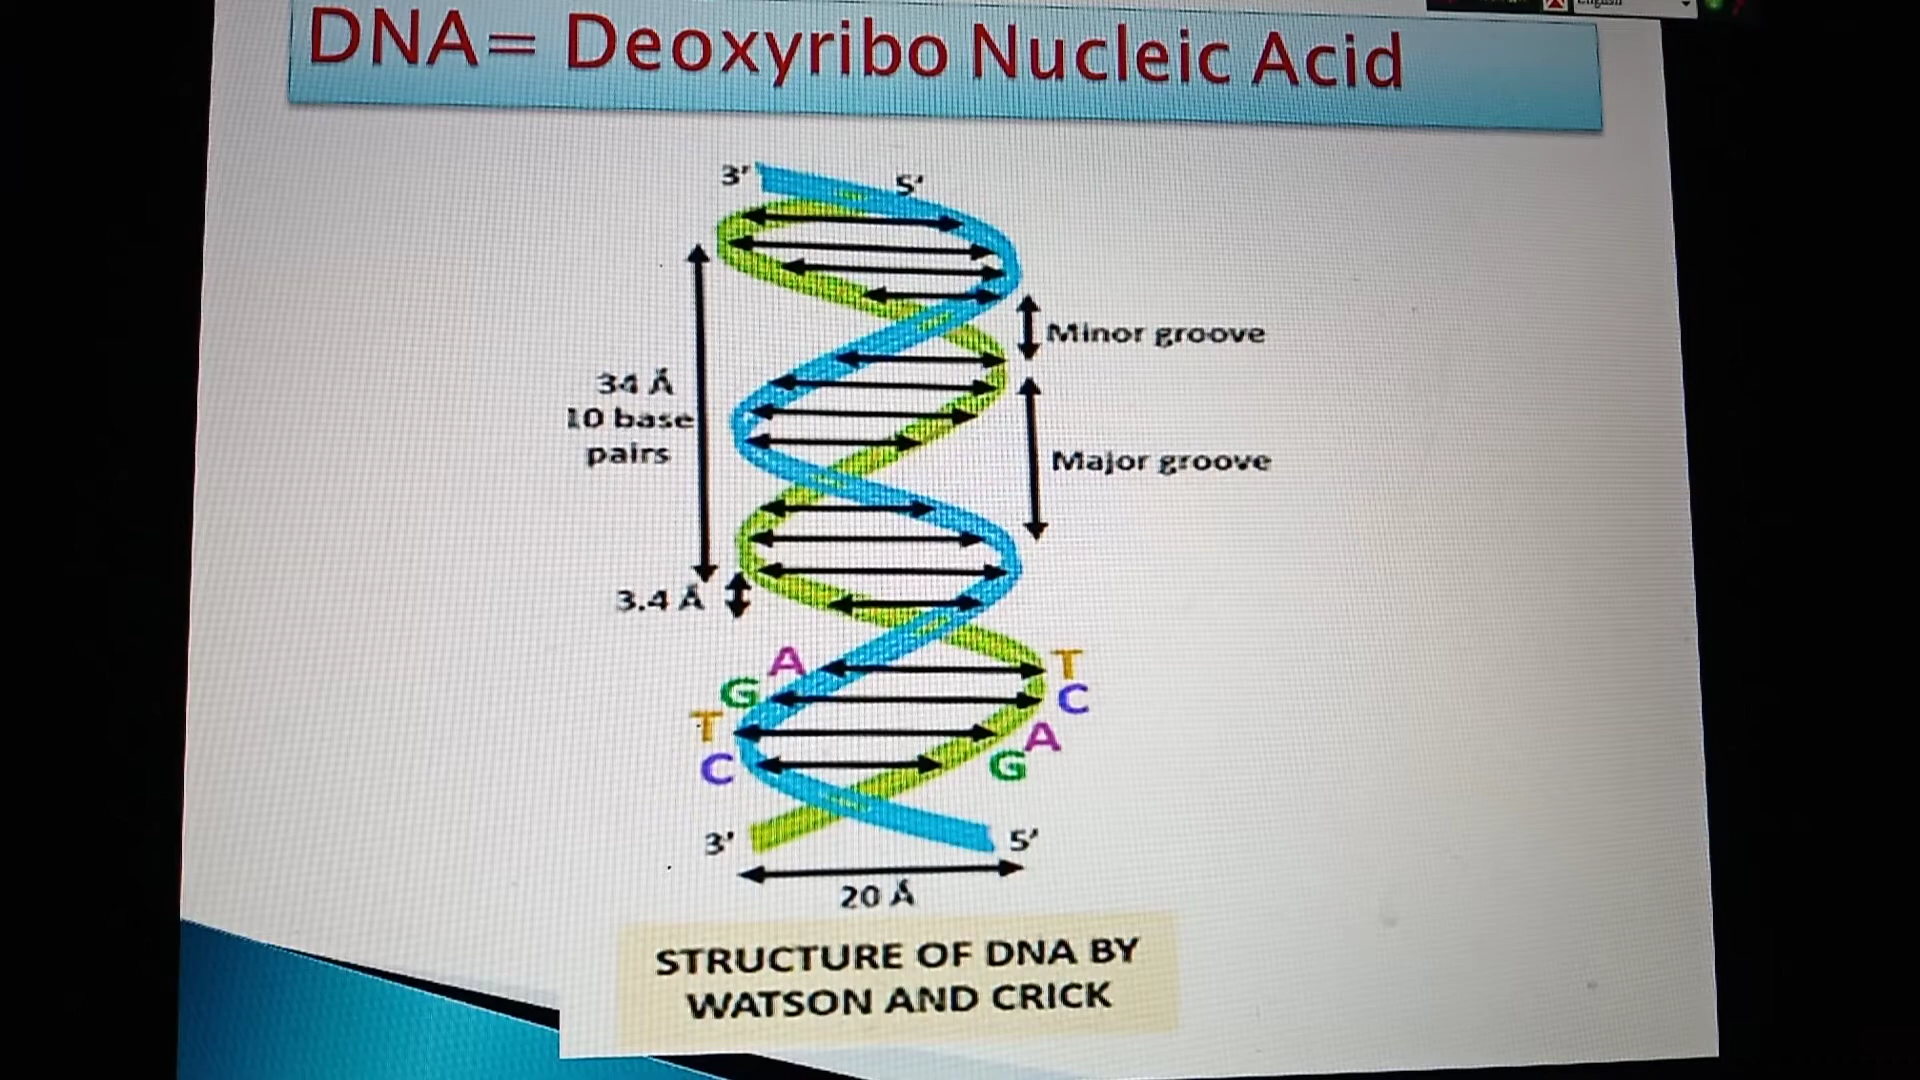 English
DNA= Deoxyribo Nucleic Acid
3' 5'
Minor groove
34 Å
10 base
pairs
Major groove
3.4 Å
A T
G C
T A
C G
3' 5'
20 Å
STRUCTURE OF DNA BY
WATSON AND CRICK